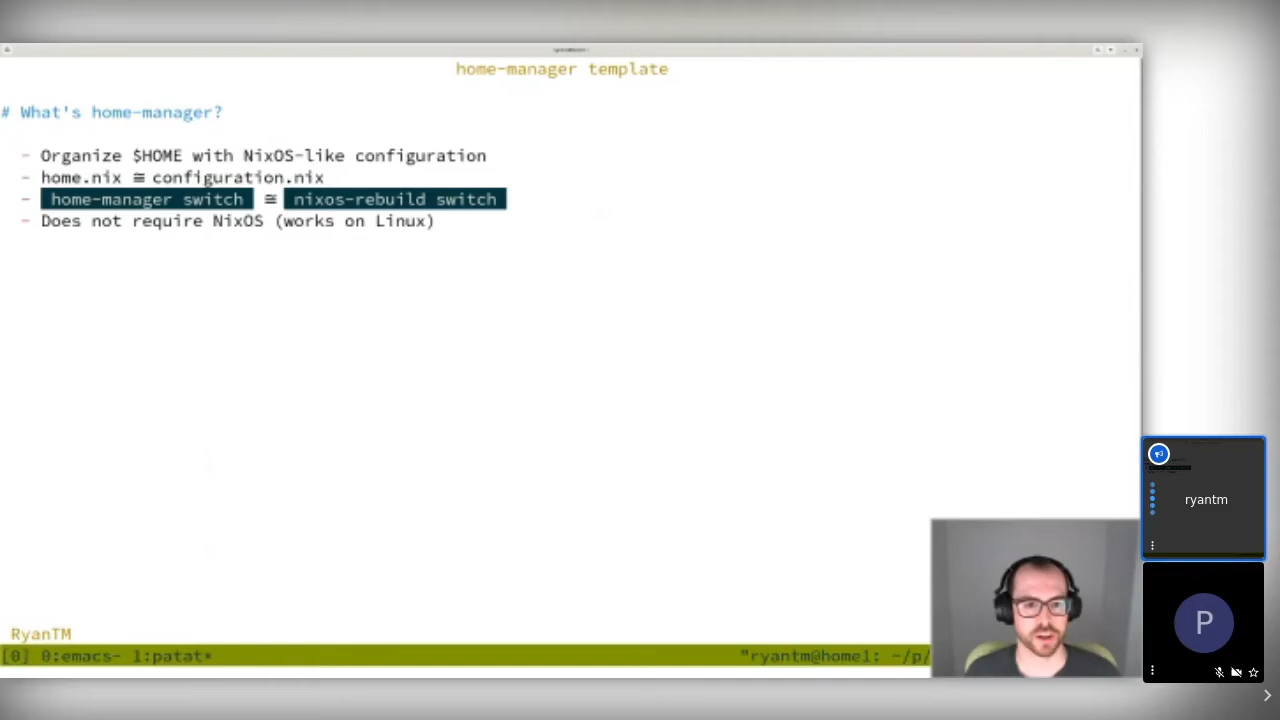 home-manager template
# What's home-manager?
- Organize $HOME with NixOS-like configuration
- home.nix ≅ configuration.nix
- home-manager switch ≅ nixos-rebuild switch
- Does not require NixOS (works on Linux)
ryantm
P
RyanTM
[0] 0:emacs- 1:patat* "ryantm@home1: ~/p/